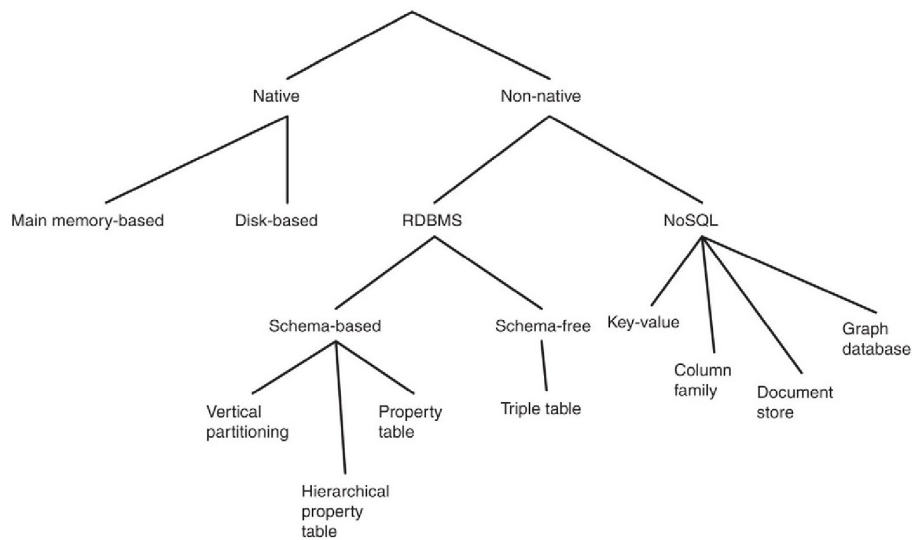 Native
Non-native
Main memory-based
Disk-based
RDBMS
NoSQL
Schema-based
Schema-free
Key-value
Column
family
Document
store
Graph
database
Vertical
partitioning
Hierarchical
property
table
Property
table
Triple table